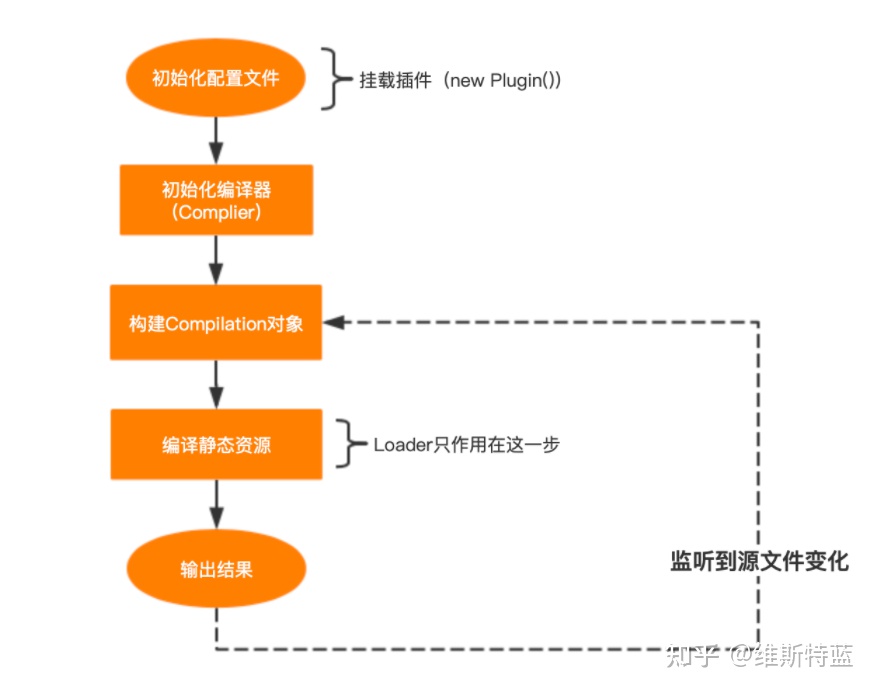 初始化配置文件
挂载插件（new Plugin()）
初始化编译器
（Complier）
构建Compilation对象
编译静态资源
Loader只作用在这一步
输出结果
监听到源文件变化
知乎 @维斯特蓝